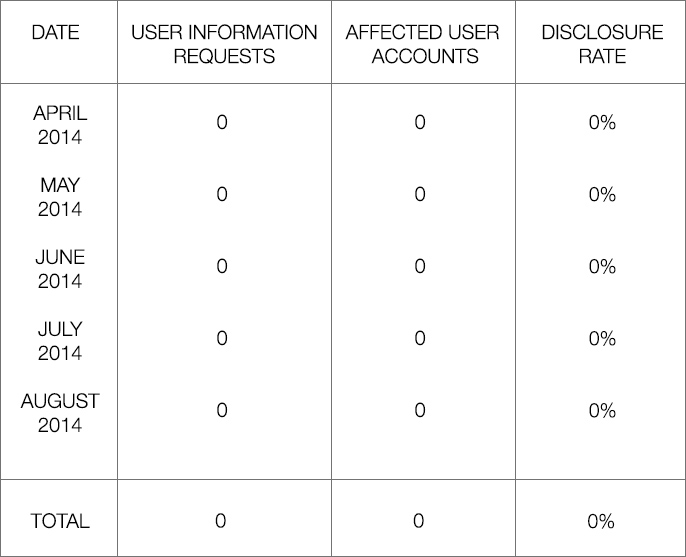 DATE
USER INFORMATION
REQUESTS
AFFECTED USER
ACCOUNTS
DISCLOSURE
RATE
APRIL
2014
0
0
0%
MAY
2014
0
0
0%
JUNE
2014
0
0
0%
JULY
2014
0
0
0%
AUGUST
2014
0
0
0%
TOTAL
0
0
0%